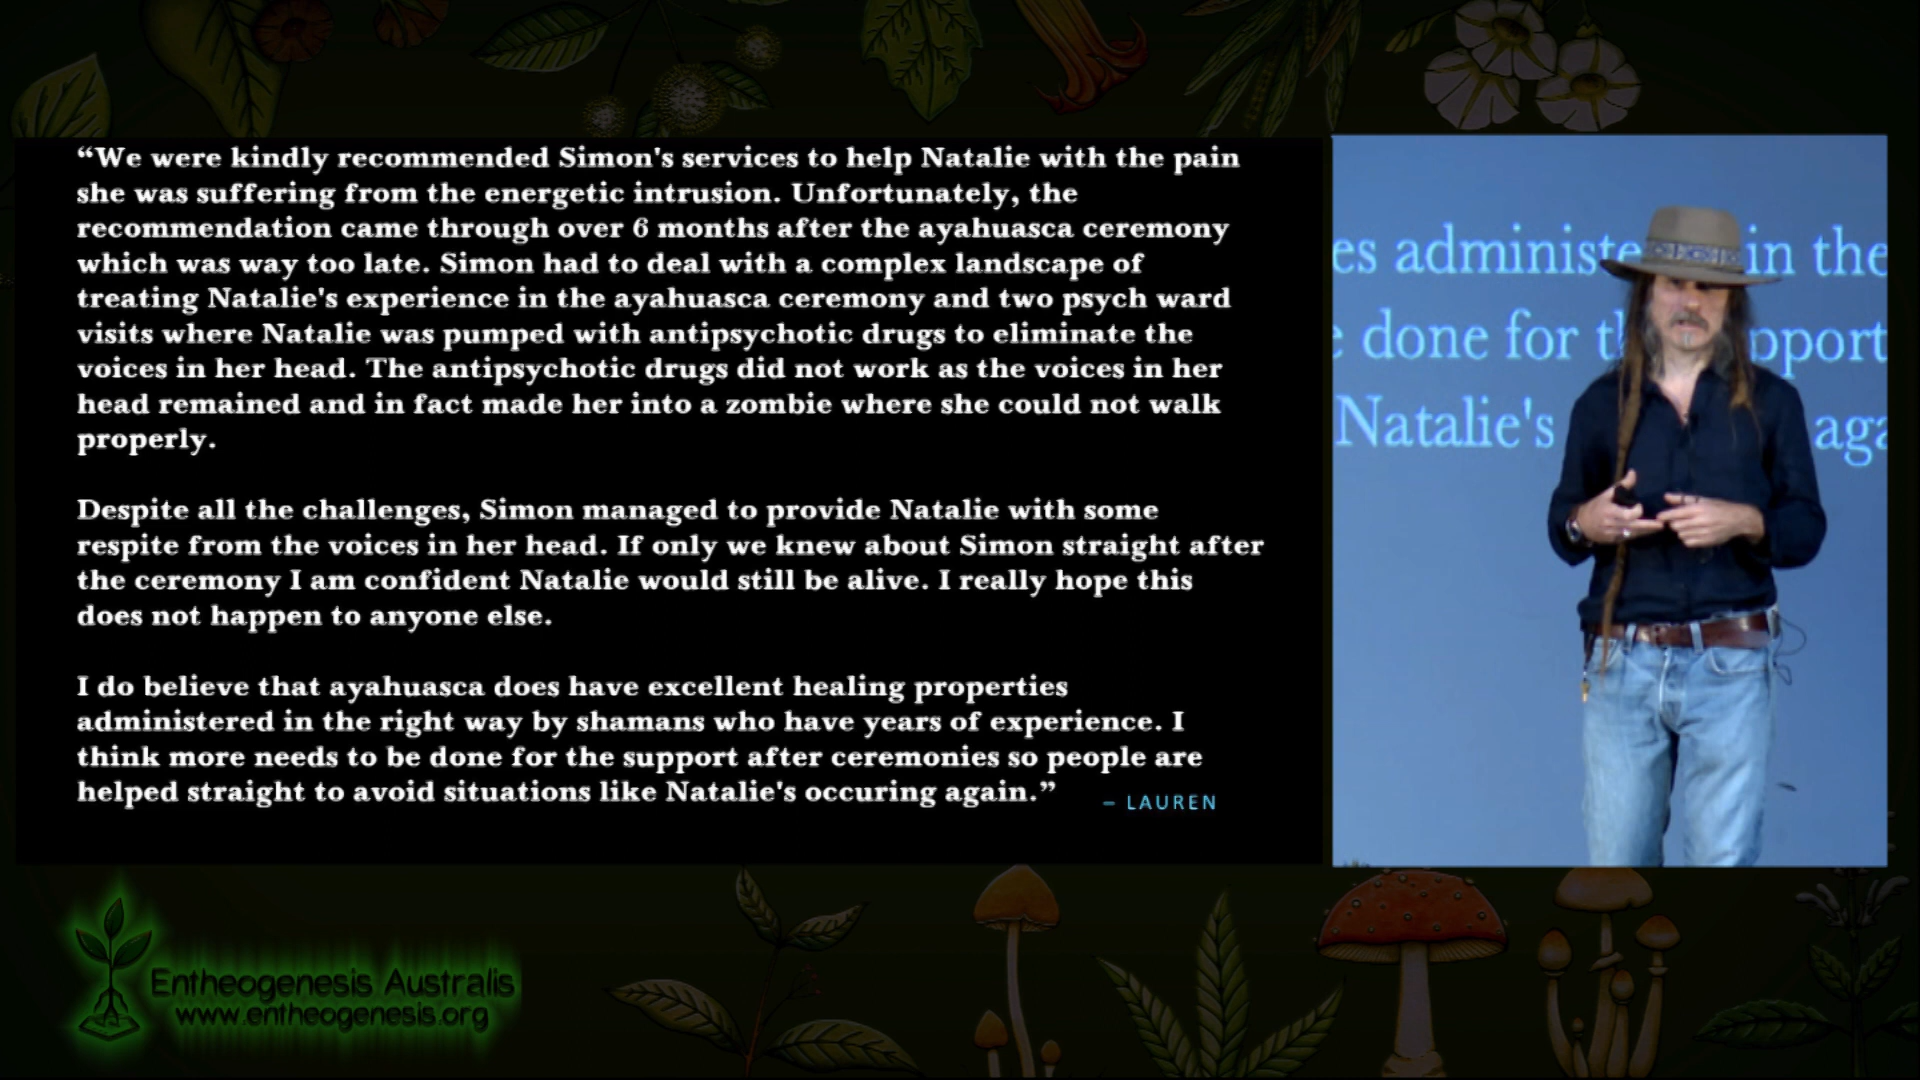 “We were kindly recommended Simon's services to help Natalie with the pain
she was suffering from the energetic intrusion. Unfortunately, the
recommendation came through over 6 months after the ayahuasca ceremony
which was way too late. Simon had to deal with a complex landscape of
treating Natalie's experience in the ayahuasca ceremony and two psych ward
visits where Natalie was pumped with antipsychotic drugs to eliminate the
voices in her head. The antipsychotic drugs did not work as the voices in her
head remained and in fact made her into a zombie where she could not walk
properly.
Despite all the challenges, Simon managed to provide Natalie with some
respite from the voices in her head. If only we knew about Simon straight after
the ceremony I am confident Natalie would still be alive. I really hope this
does not happen to anyone else.
I do believe that ayahuasca does have excellent healing properties
administered in the right way by shamans who have years of experience. I
think more needs to be done for the support after ceremonies so people are
helped straight to avoid situations like Natalie's occuring again.”
– LAUREN
es administe in the
done for th pport
Natalie's aga
Entheogenesis Australis
www.entheogenesis.org